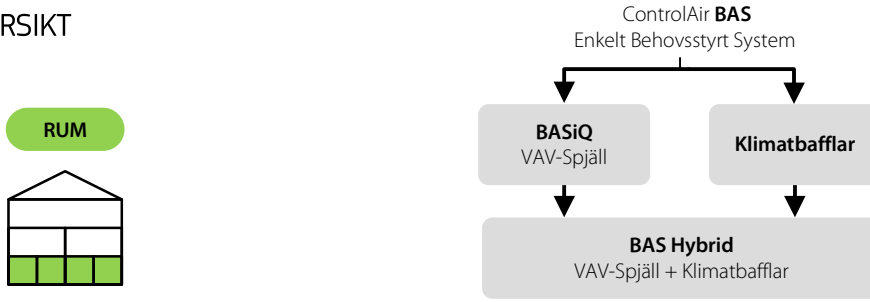 RSIKT
ControlAir BAS
Enkelt Behovsstyrt System
RUM
BASiQ
VAV-Spjäll
Klimatbafflar
BAS Hybrid
VAV-Spjäll + Klimatbafflar